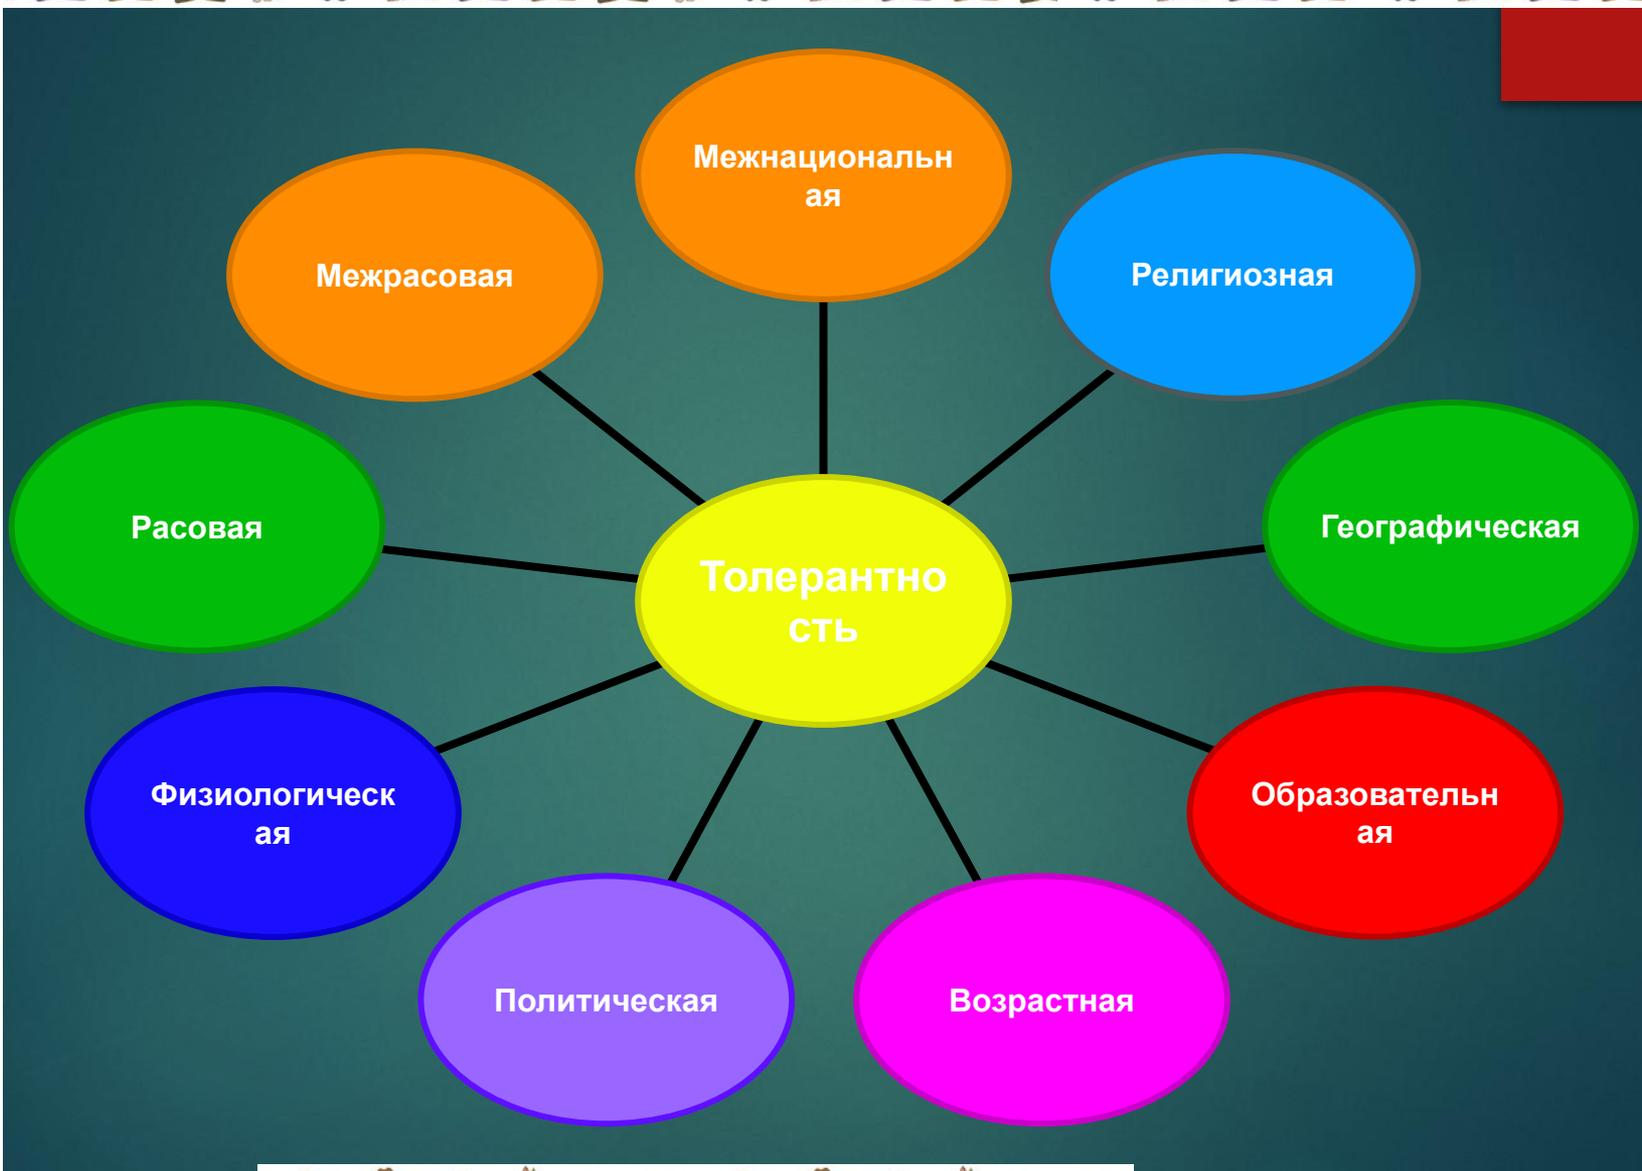 Межнациональн
ая
Межрасовая
Религиозная
Расовая
Географическая
Толерантно
сть
Физиологическ
ая
Образовательн
ая
Политическая
Возрастная